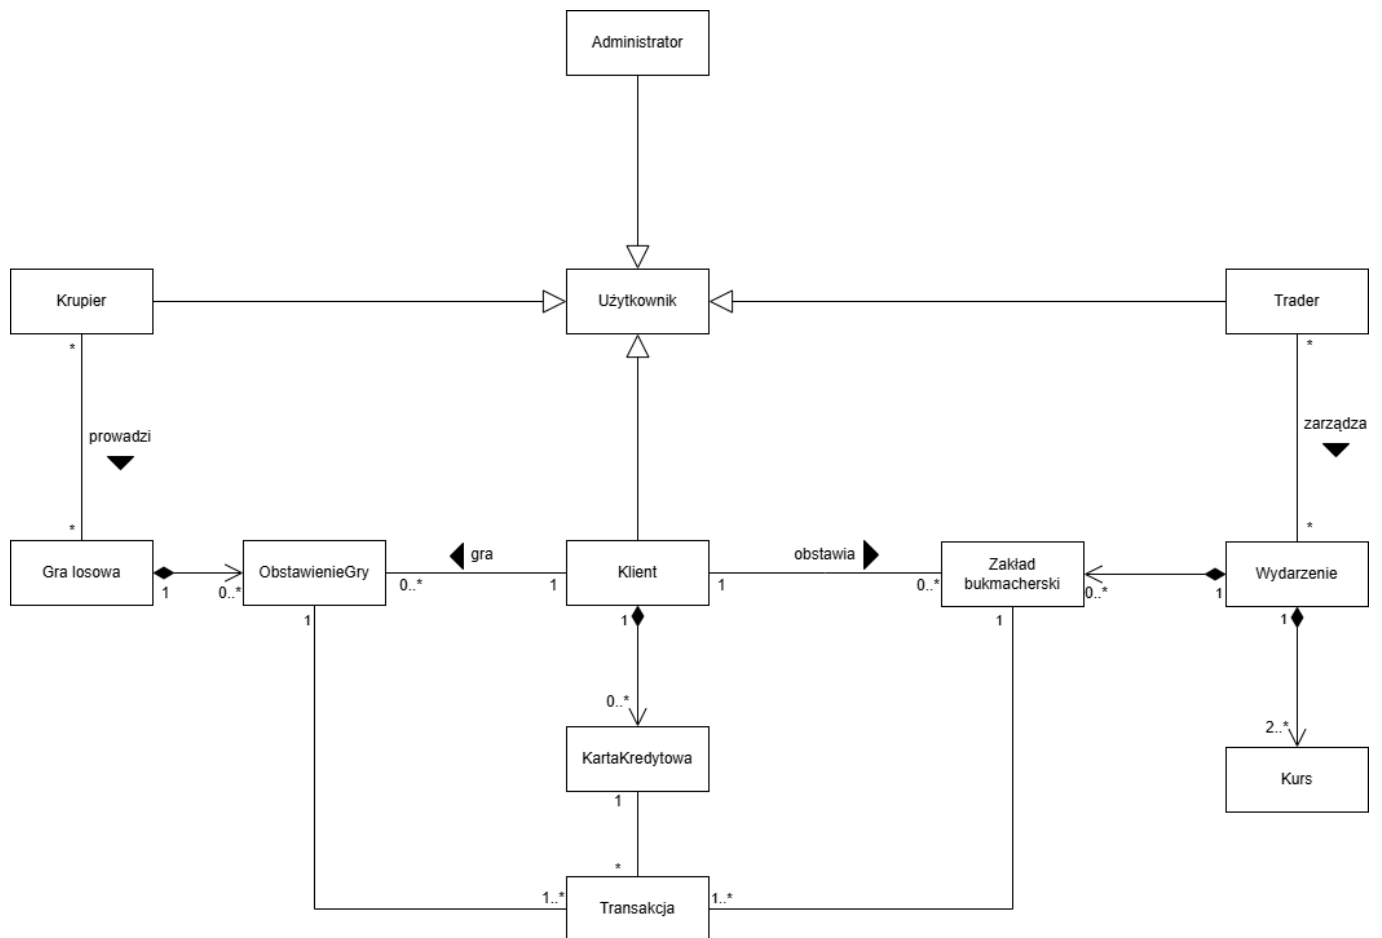 Administrator
Krupier
Użytkownik
Trader
*
*
prowadzi
zarządza
*
*
Gra losowa
1
0..*
ObstawienieGry
0..*
gra
1
Klient
1
obstawia
0..*
Zakład
bukmacherski
0..*
1
Wydarzenie
1
1
1
1
0..*
2..*
KartaKredytowa
Kurs
1
*
1..*
Transakcja
1..*